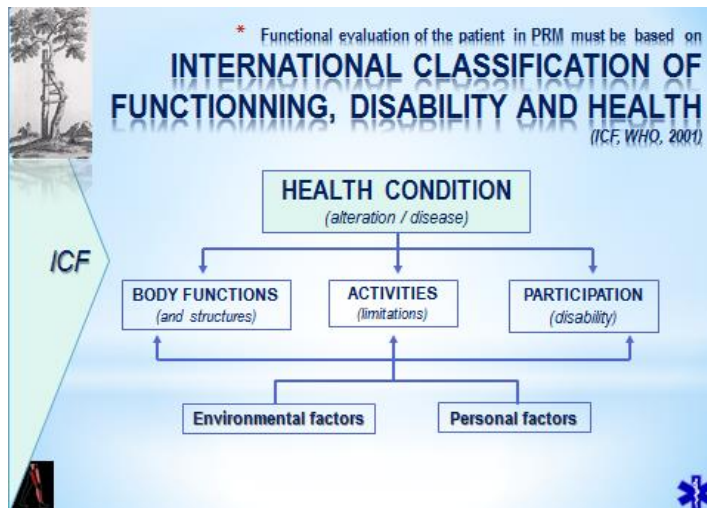 * Functional evaluation of the patient in PRM must be based on
INTERNATIONAL CLASSIFICATION OF
FUNCTIONNING, DISABILITY AND HEALTH
(ICF, WHO, 2001)
HEALTH CONDITION
(alteration / disease)
ICF
BODY FUNCTIONS
(and structures)
ACTIVITIES
(limitations)
PARTICIPATION
(disability)
Environmental factors
Personal factors